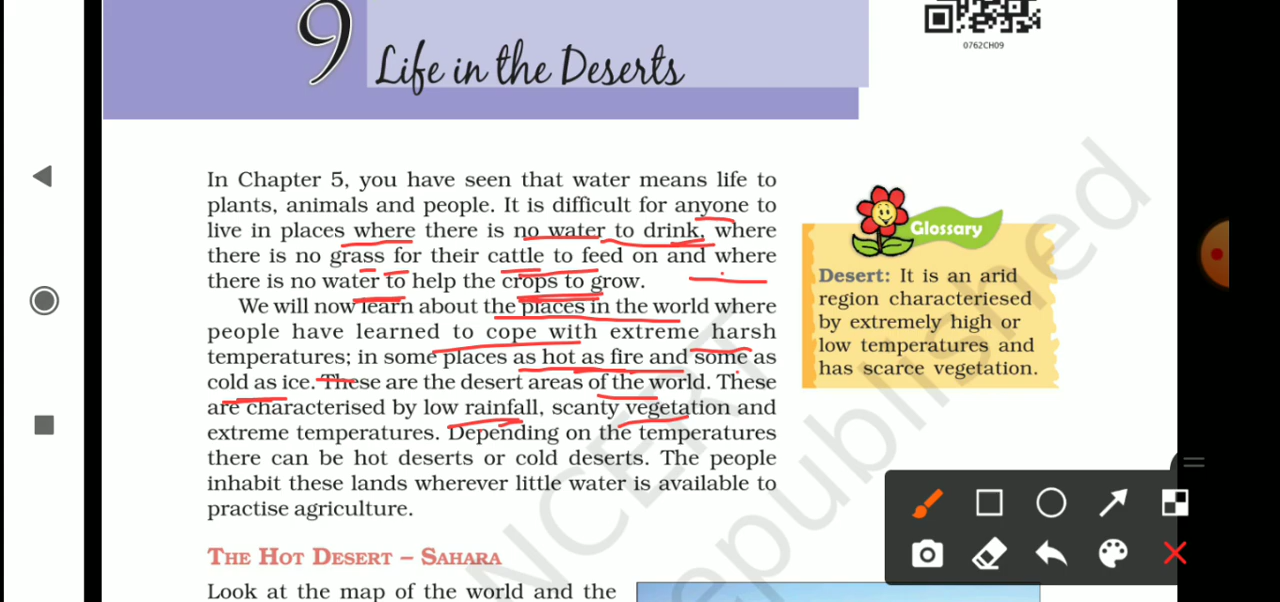 9
Life in the Deserts
0762CH09
In Chapter 5, you have seen that water means life to
plants, animals and people. It is difficult for anyone to
live in places where there is no water to drink, where
there is no grass for their cattle to feed on and where
there is no water to help the crops to grow.
We will now learn about the places in the world where
people have learned to cope with extreme harsh
temperatures; in some places as hot as fire and some as
cold as ice. These are the desert areas of the world. These
are characterised by low rainfall, scanty vegetation and
extreme temperatures. Depending on the temperatures
there can be hot deserts or cold deserts. The people
inhabit these lands wherever little water is available to
practise agriculture.
THE HOT DESERT – SAHARA
Look at the map of the world and the
Glossary
Desert: It is an arid
region characteriesed
by extremely high or
low temperatures and
has scarce vegetation.
NCERT
republished